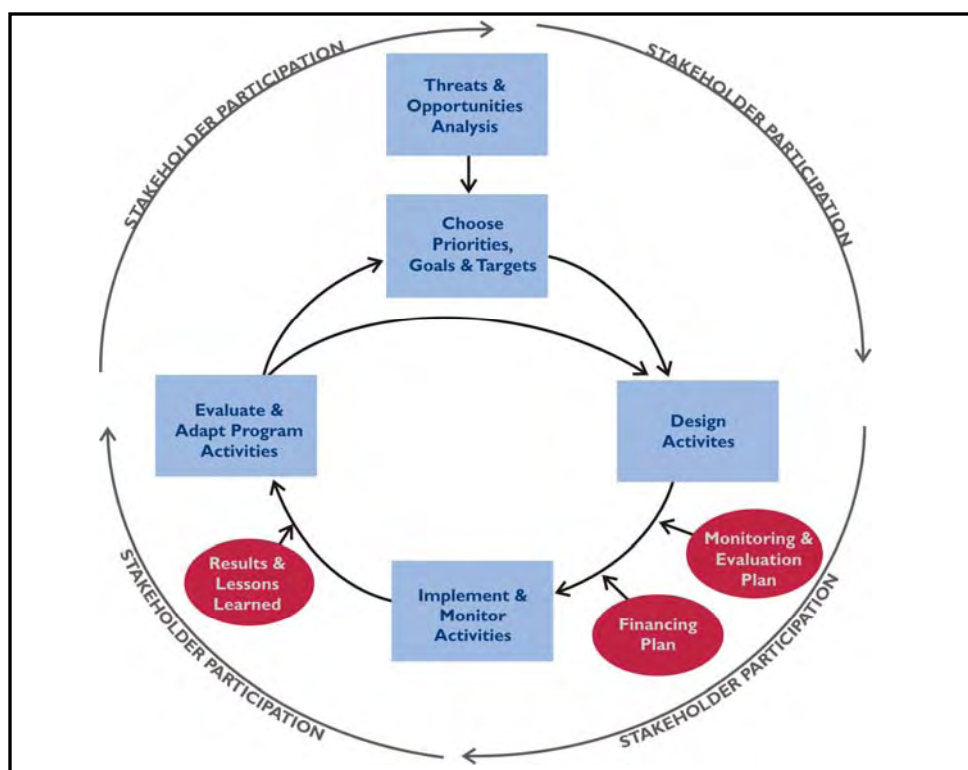 STAKEHOLDER PARTICIPATION
STAKEHOLDER PARTICIPATION
Threats &
Opportunities
Analysis
Choose
Priorities,
Goals & Targets
Evaluate &
Adapt Program
Activities
Design
Activites
Monitoring &
Evaluation
Plan
Results &
Lessons
Learned
Implement &
Monitor
Activities
Financing
Plan
STAKEHOLDER PARTICIPATION
STAKEHOLDER PARTICIPATION